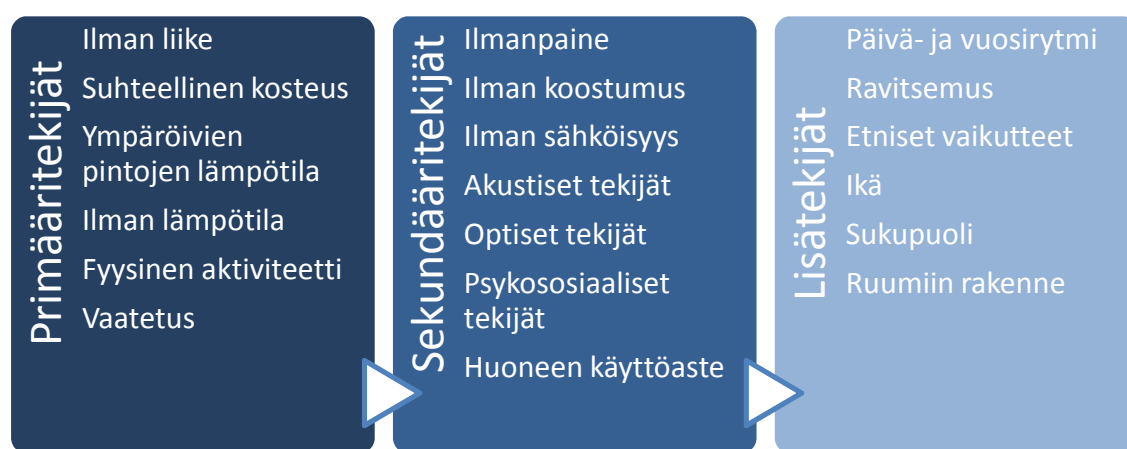 Primääritekijät
Ilman liike
Suhteellinen kosteus
Ympäröivien
pintojen lämpötila
Ilman lämpötila
Fyysinen aktiviteetti
Vaatetus
Sekundääritekijät
Ilmanpaine
Ilman koostumus
Ilman sähköisyys
Akustiset tekijät
Optiset tekijät
Psykososiaaliset
tekijät
Huoneen käyttöaste
Lisätekijät
Päivä- ja vuosirytmi
Ravitsemus
Etniset vaikutteet
Ikä
Sukupuoli
Ruumiin rakenne